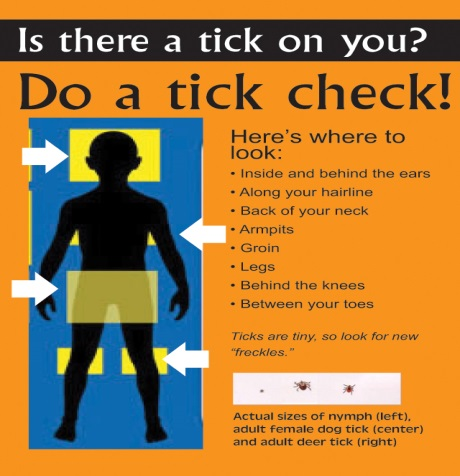 Is there a tick on you?
Do a tick check!
Here's where to
look:
• Inside and behind the ears
• Along your hairline
• Back of your neck
• Armpits
• Groin
• Legs
• Behind the knees
• Between your toes
Ticks are tiny, so look for new
"freckles."
Actual sizes of nymph (left),
adult female dog tick (center)
and adult deer tick (right)